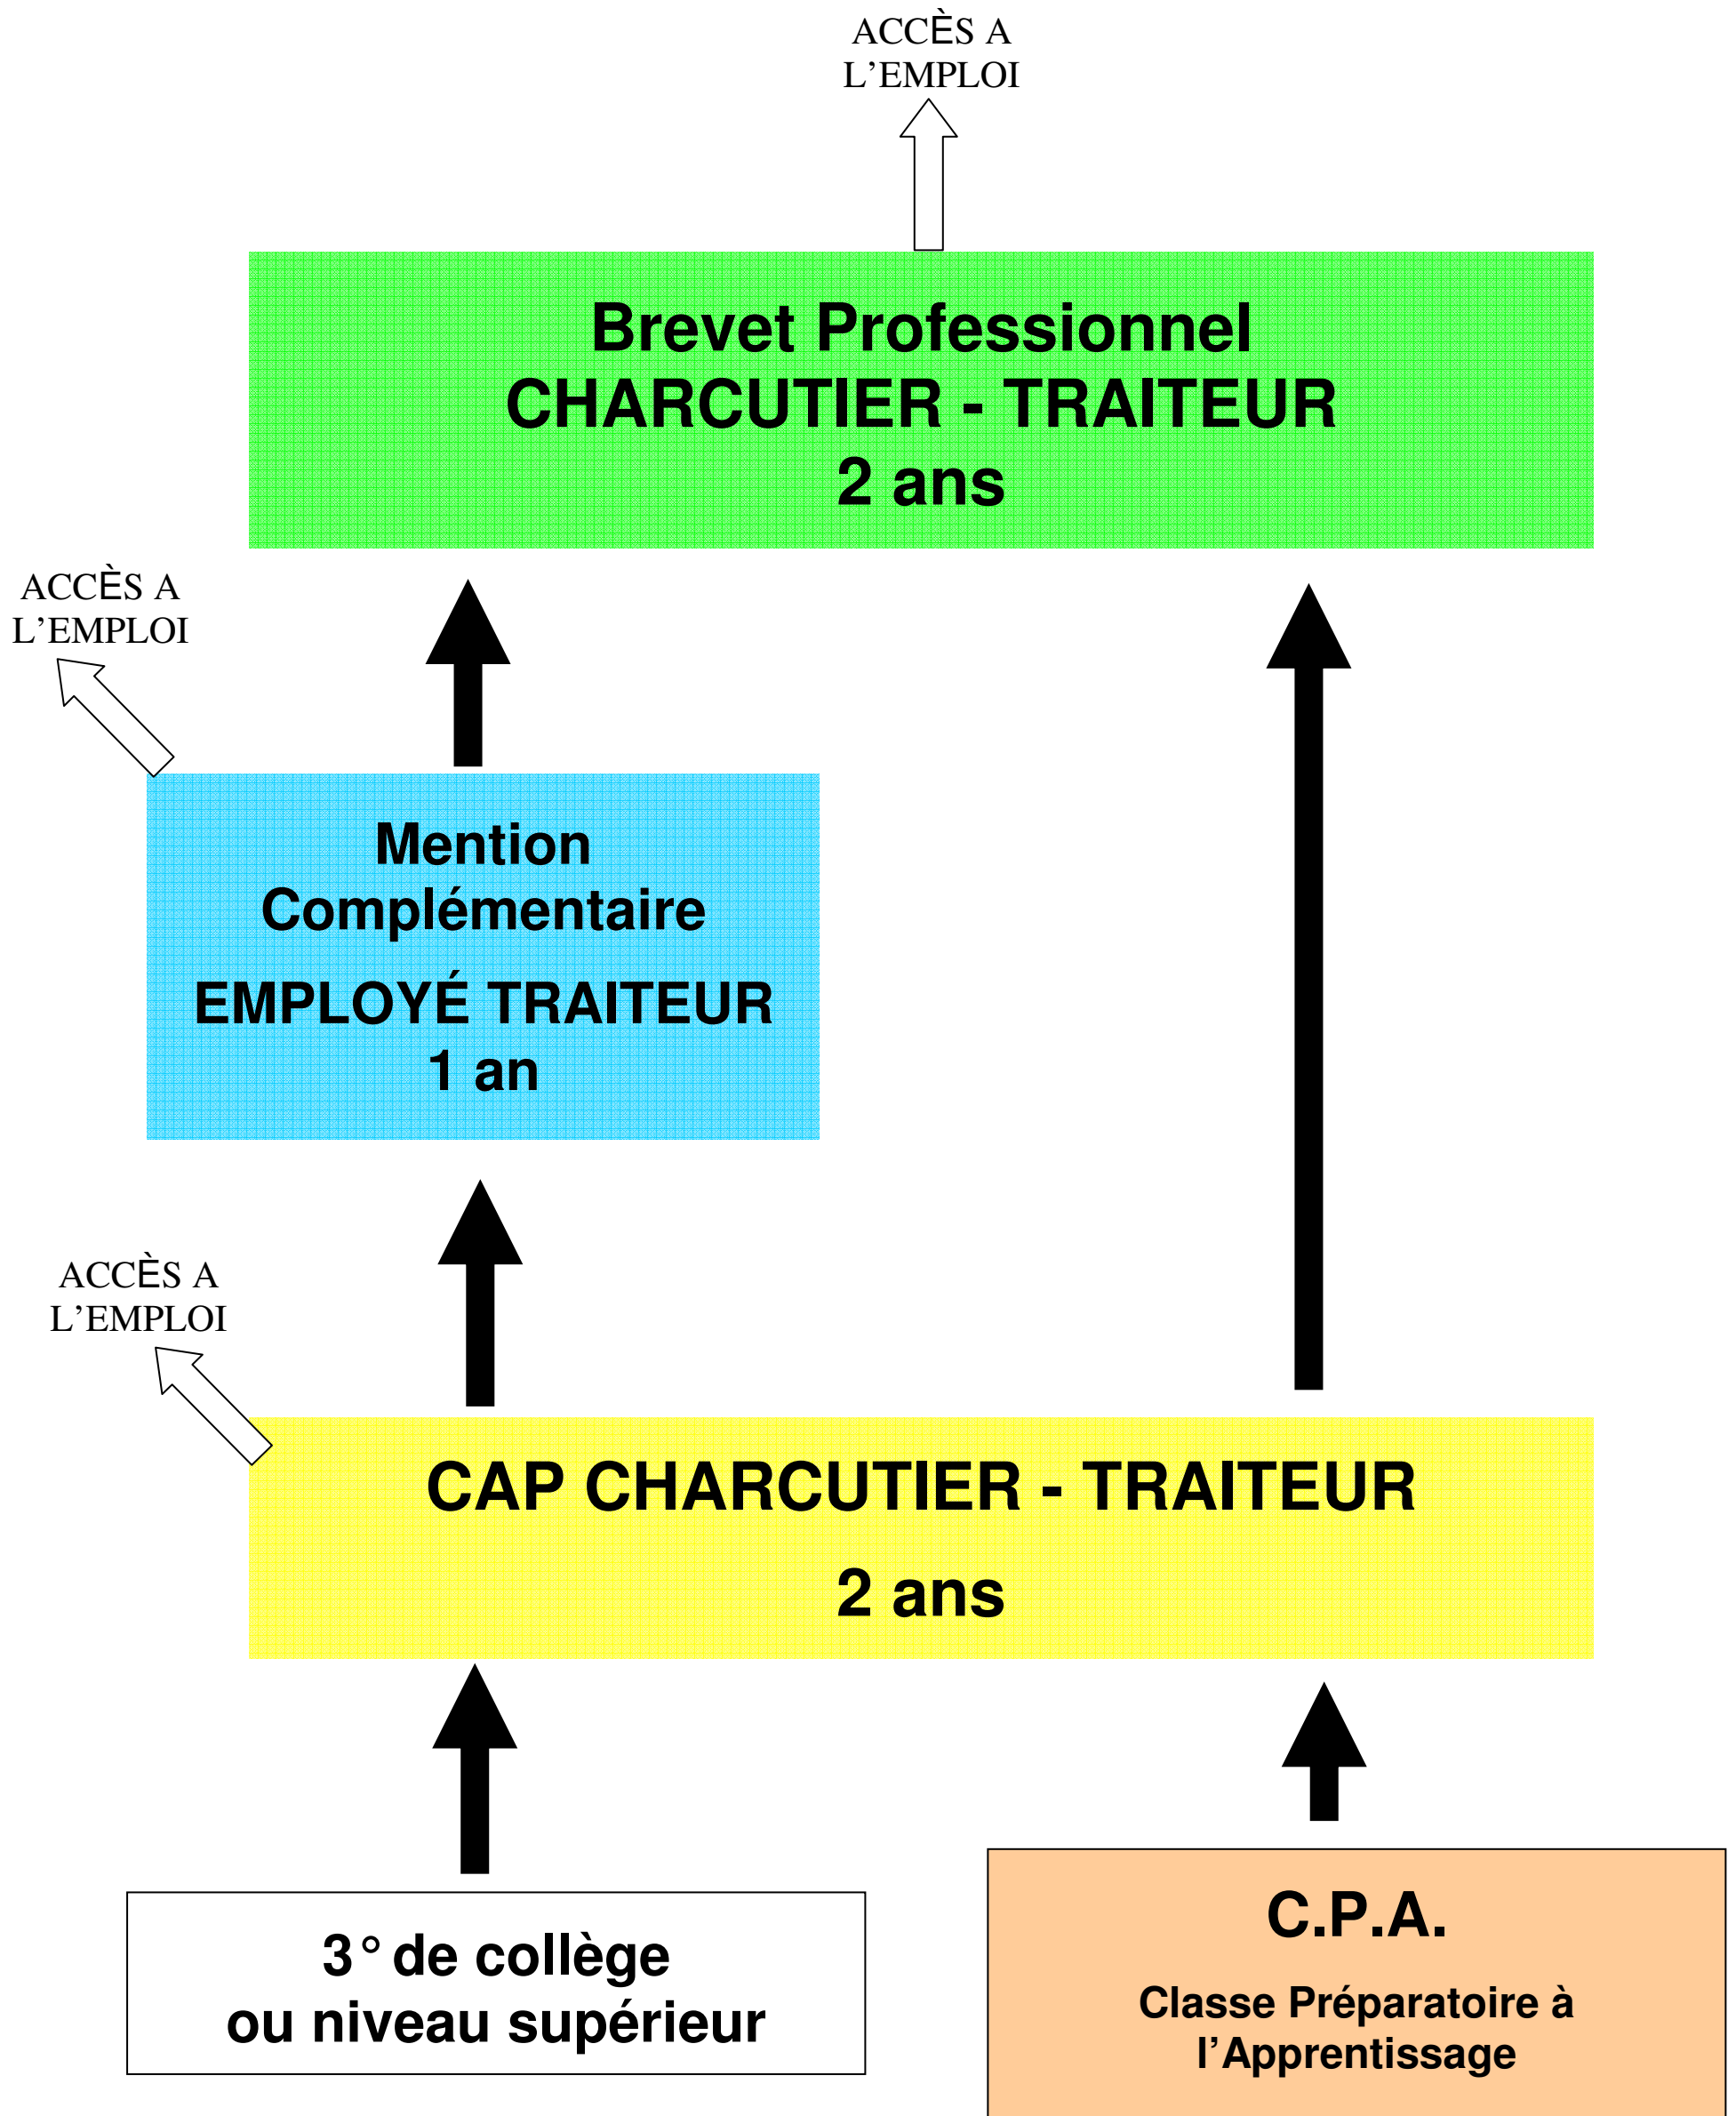 ACCÈS A
L’EMPLOI
Brevet Professionnel
CHARCUTIER - TRAITEUR
2 ans
ACCÈS A
L’EMPLOI
Mention
Complémentaire
EMPLOYÉ TRAITEUR
1 an
ACCÈS A
L’EMPLOI
CAP CHARCUTIER - TRAITEUR
2 ans
3° de collège
ou niveau supérieur
C.P.A.
Classe Préparatoire à
l’Apprentissage